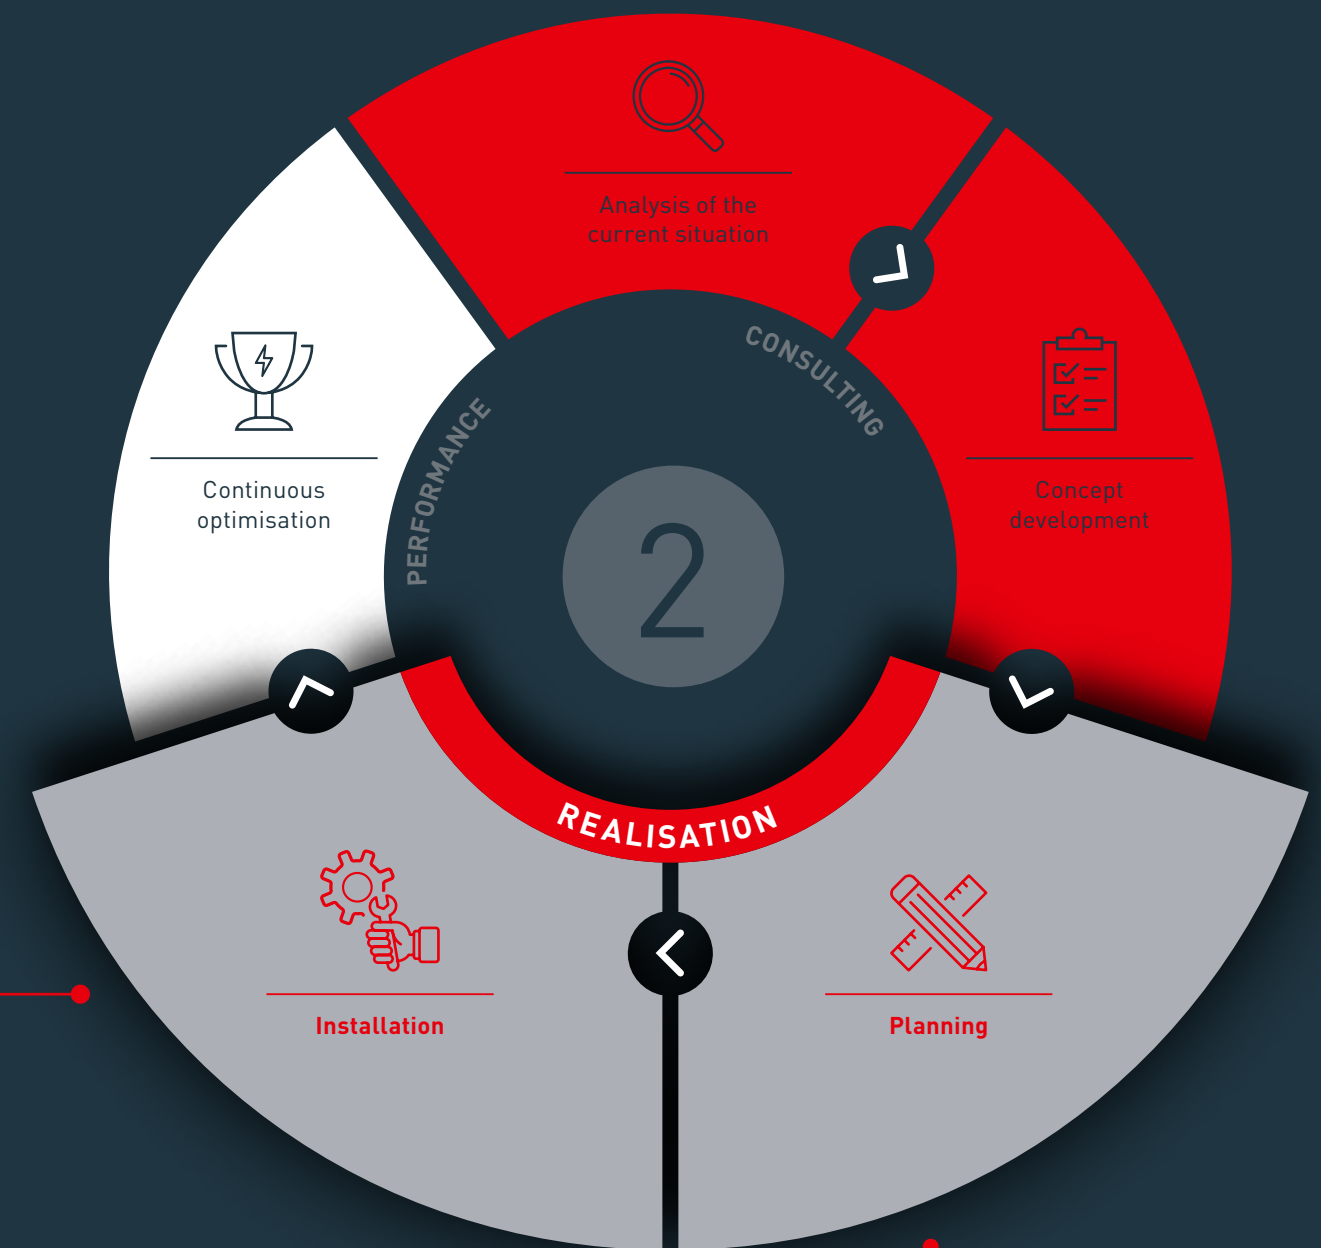 Analysis of the
current situation
CONSULTING
Concept
development
Continuous
optimisation
PERFORMANCE
2
REALISATION
Installation
Planning